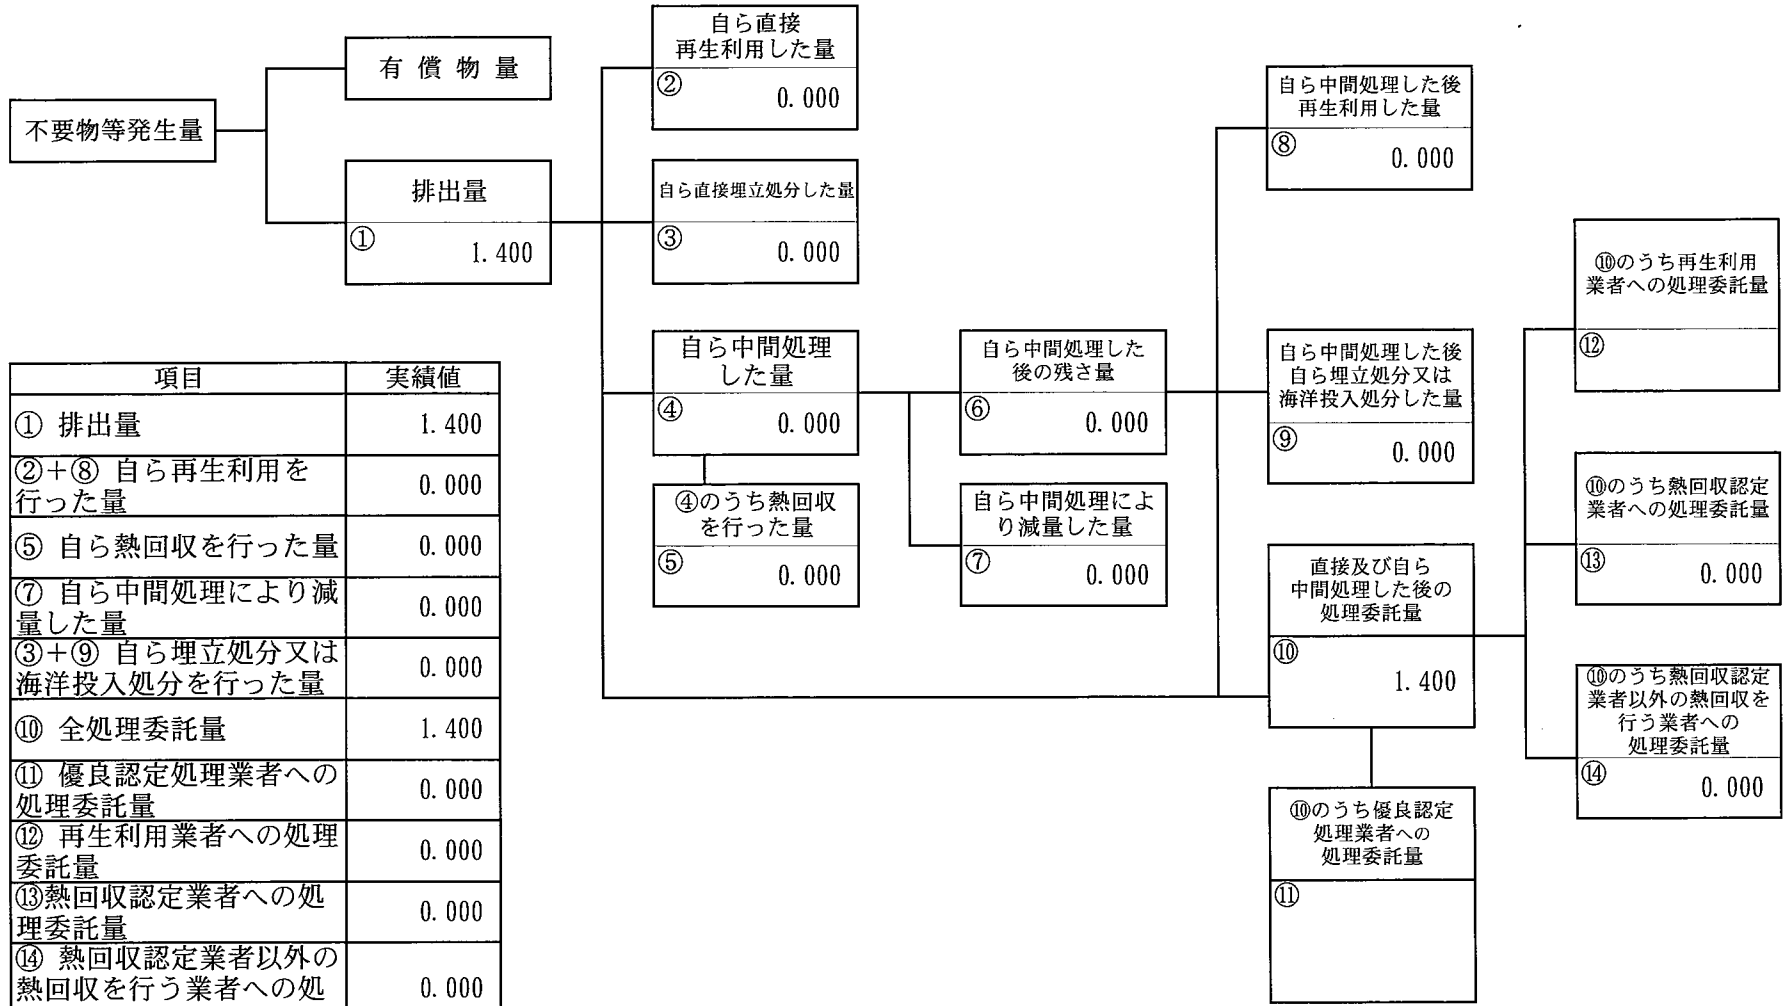 不要物等発生量
有償物量
排出量
① 1.400
自ら直接
再生利用した量
② 0.000
自ら直接埋立処分した量
③ 0.000
自ら中間処理
した量
④ 0.000
④のうち熱回収
を行った量
⑤ 0.000
自ら中間処理した
後の残さ量
⑥ 0.000
自ら中間処理によ
り減量した量
⑦ 0.000
自ら中間処理した後
再生利用した量
⑧ 0.000
自ら中間処理した後
自ら埋立処分又は
海洋投入処分した量
⑨ 0.000
直接及び自ら
中間処理した後の
処理委託量
⑩
1.400
⑩のうち優良認定
処理業者への
処理委託量
⑪
⑩のうち再生利用
業者への処理委託量
⑫
⑩のうち熱回収認定
業者への処理委託量
⑬ 0.000
⑩のうち熱回収認定
業者以外の熱回収を
行う業者への
処理委託量
⑭ 0.000
項目 実績値
① 排出量 1.400
②+⑧ 自ら再生利用を
行った量 0.000
⑤ 自ら熱回収を行った量 0.000
⑦ 自ら中間処理により減
量した量 0.000
③+⑨ 自ら埋立処分又は
海洋投入処分を行った量 0.000
⑩ 全処理委託量 1.400
⑪ 優良認定処理業者への
処理委託量 0.000
⑫ 再生利用業者への処理
委託量 0.000
⑬熱回収認定業者への処
理委託量 0.000
⑭ 熱回収認定業者以外の
熱回収を行う業者への処 0.000